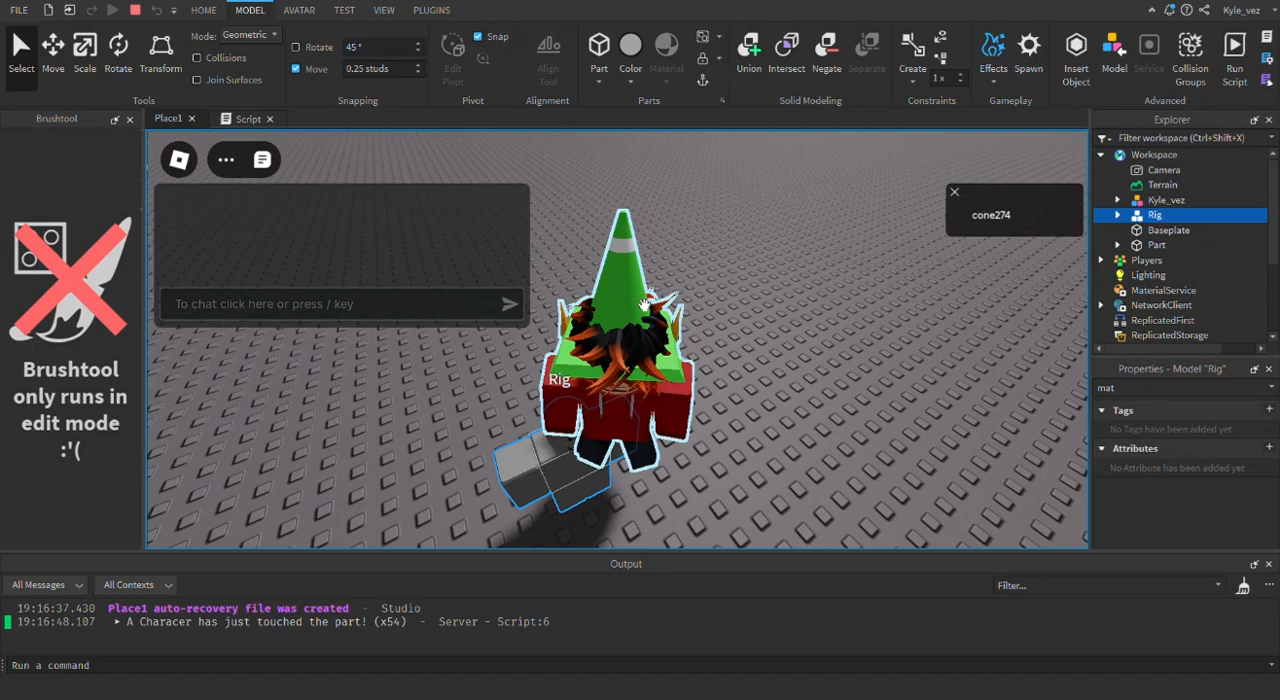 FILE HOME MODEL AVATAR TEST VIEW PLUGINS Kyle_vez
Mode: Geometric Rotate 45° Snap
Collisions Move 0.25 studs
Join Surfaces
Select Move Scale Rotate Transform Edit Pivot Align Tool Part Color Material Union Intersect Negate Separate Create 1 x Effects Spawn Insert Object Model Service Collision Groups Run Script
Tools Snapping Pivot Alignment Parts Solid Modeling Constraints Gameplay Advanced
Brushtool
Place1 Script
Explorer
Filter workspace (Ctrl+Shift+X)
Workspace
Camera
Terrain
Kyle_vez
Rig
Baseplate
Part
Players
Lighting
MaterialService
NetworkClient
ReplicatedFirst
ReplicatedStorage
Brushtool
only runs in
edit mode
:'(
To chat click here or press / key
cone274
Rig
Properties - Model "Rig"
mat
Tags
No Tags have been added yet
Attributes
No Attribute has been added yet
Output
All Messages All Contexts Filter...
19:16:37.430 Place1 auto-recovery file was created - Studio
19:16:48.107 A Characer has just touched the part! (x54) - Server - Script:6
Run a command